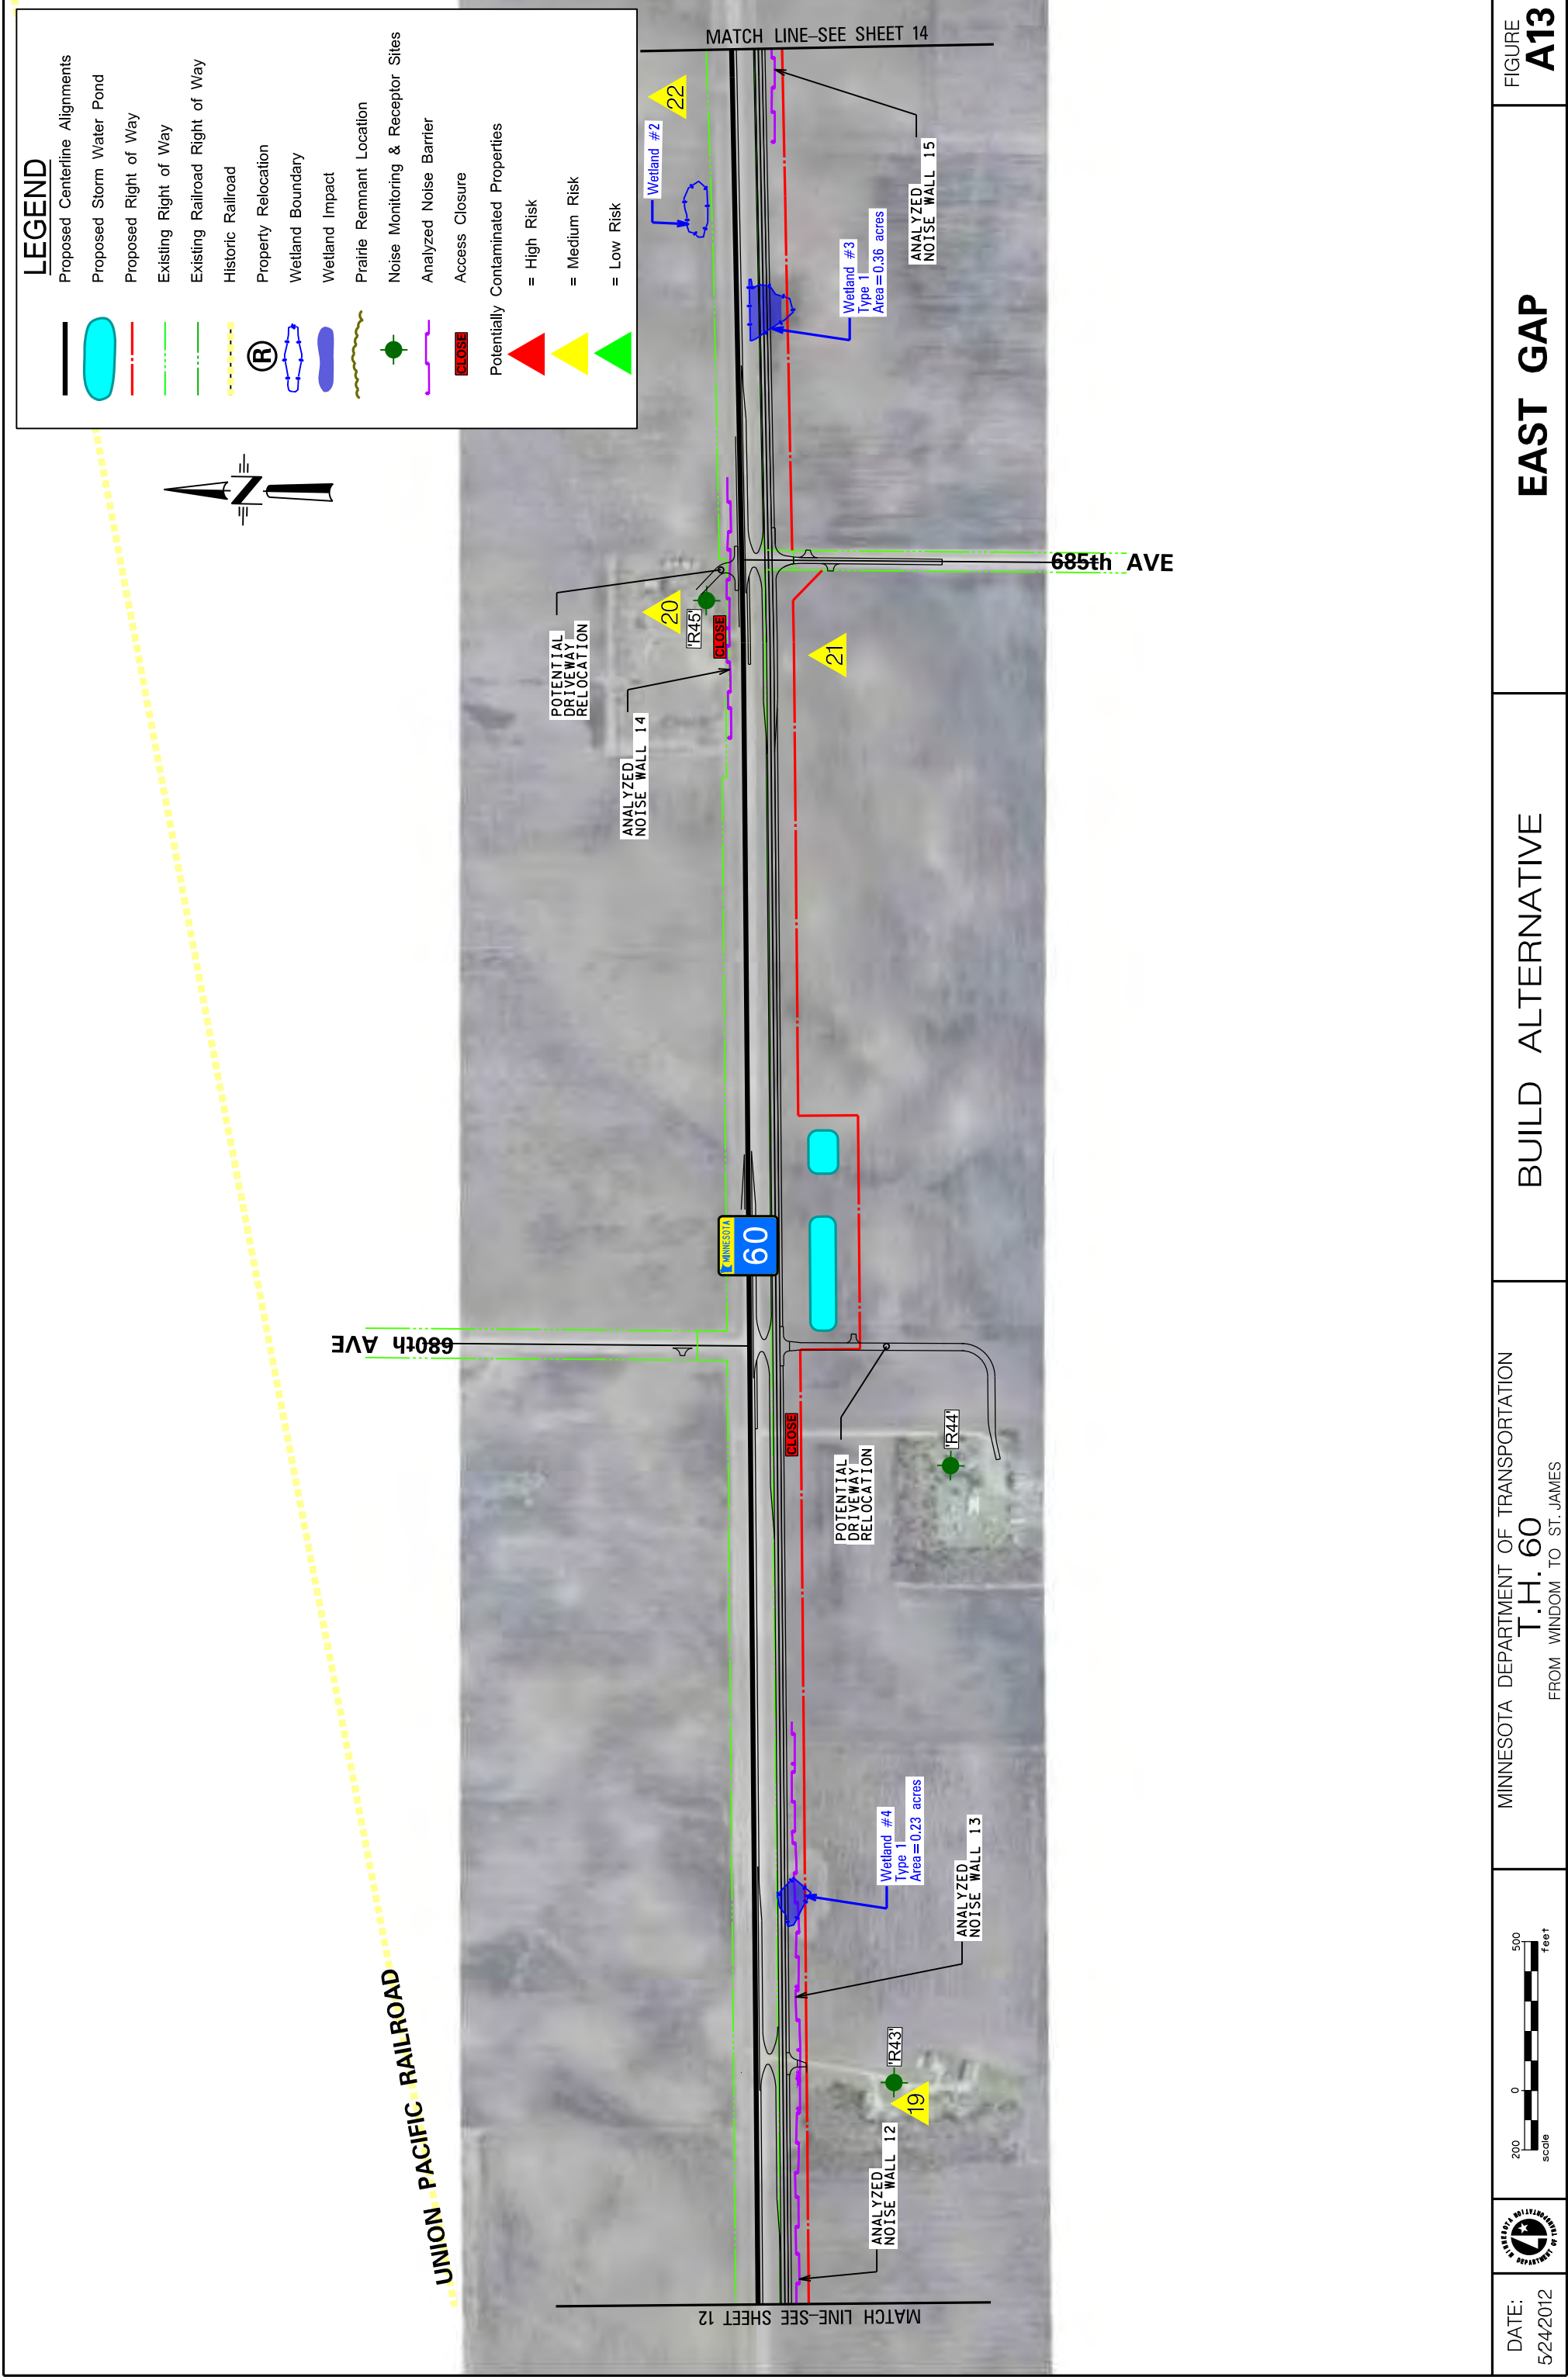 LEGEND
Proposed Centerline Alignments
Proposed Storm Water Pond
Proposed Right of Way
Existing Right of Way
Existing Railroad Right of Way
Historic Railroad
R
Property Relocation
Wetland Boundary
Wetland Impact
Prairie Remnant Location
Noise Monitoring & Receptor Sites
Analyzed Noise Barrier
CLOSE
Access Closure
Potentially Contaminated Properties
= High Risk
= Medium Risk
= Low Risk
N
UNION PACIFIC RAILROAD
680th AVE
MATCH LINE-SEE SHEET 12
MATCH LINE-SEE SHEET 14
POTENTIAL
DRIVEWAY
RELOCATION
ANALYZED
NOISE WALL 14
20
'R45'
CLOSE
Wetland #2
22
MINNESOTA
60
CLOSE
21
Wetland #3
Type 1
Area=0.36 acres
ANALYZED
NOISE WALL 15
685th AVE
POTENTIAL
DRIVEWAY
RELOCATION
'R44'
Wetland #4
Type 1
Area=0.23 acres
ANALYZED
NOISE WALL 13
'R43'
19
ANALYZED
NOISE WALL 12
DATE:
5/24/2012
MINNESOTA DEPARTMENT OF TRANSPORTATION
200
0
500
scale
feet
MINNESOTA DEPARTMENT OF TRANSPORTATION
T.H. 60
FROM WINDOM TO ST. JAMES
BUILD ALTERNATIVE
EAST GAP
FIGURE
A13